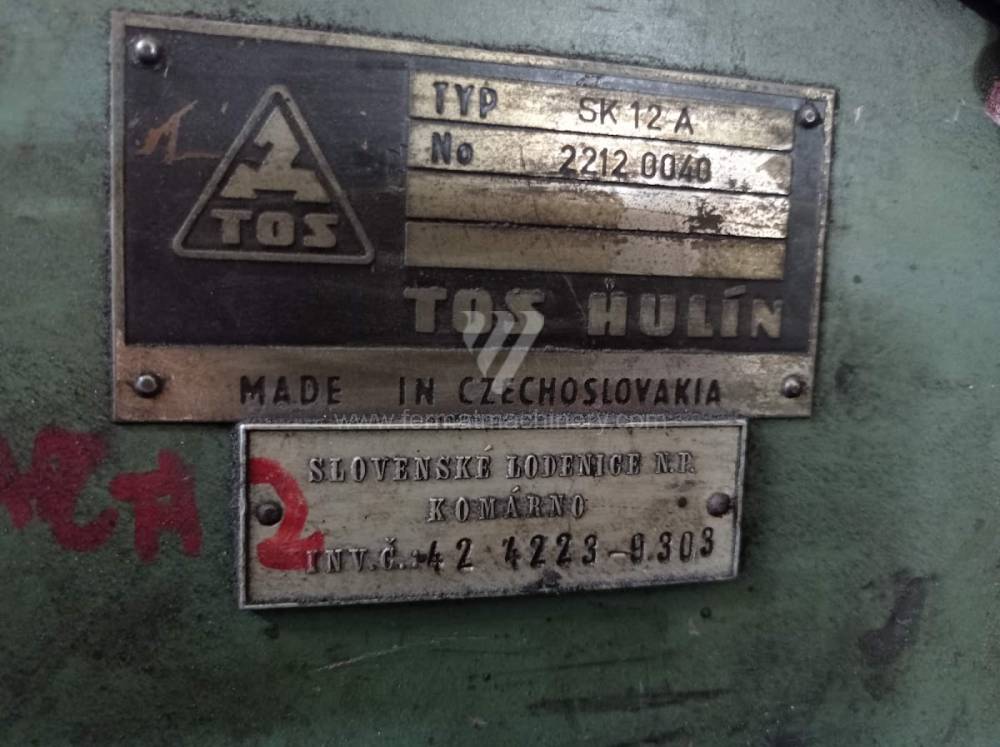 TOS
TYP SK 12 A
No 2212 0040
TOS HULÍN
MADE IN CZECHOSLOVAKIA
www.fermatmachinery.com
SLOVENSKÉ LODENICE N.P.
KOMÁRNO
INV.Č.: 42 4223-9.303